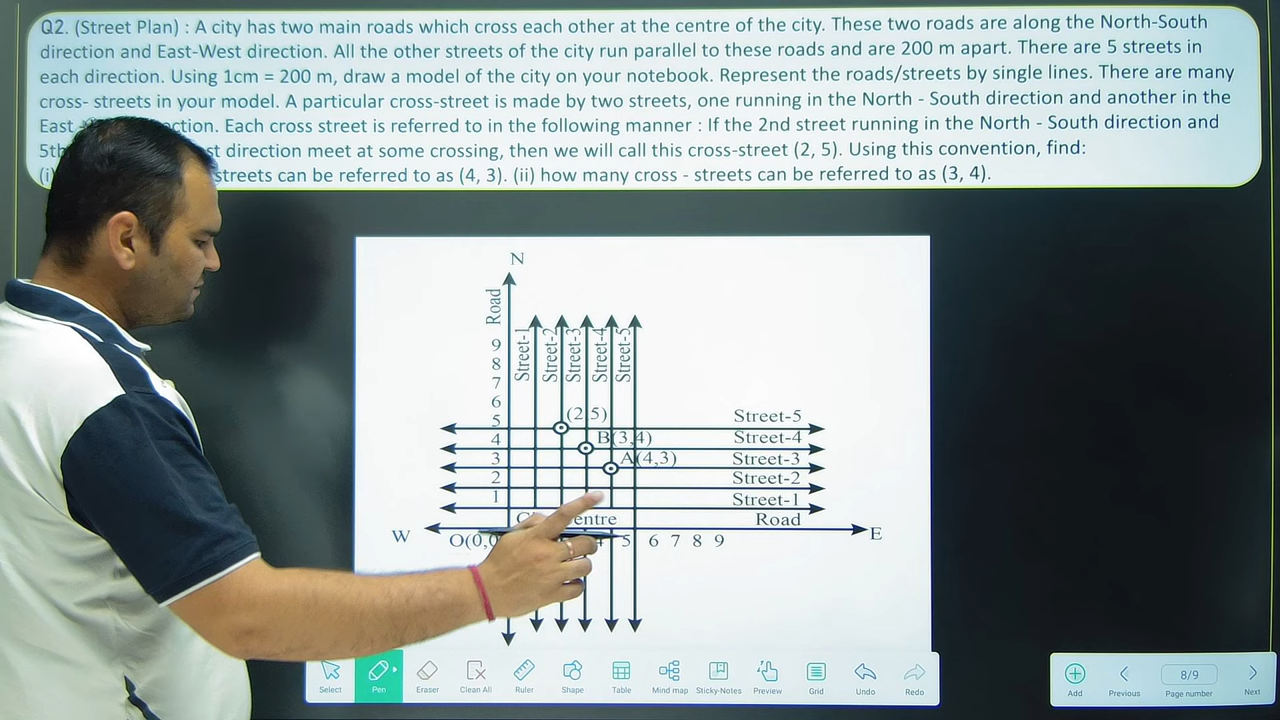 Q2. (Street Plan) : A city has two main roads which cross each other at the centre of the city. These two roads are along the North-South
direction and East-West direction. All the other streets of the city run parallel to these roads and are 200 m apart. There are 5 streets in
each direction. Using 1cm = 200 m, draw a model of the city on your notebook. Represent the roads/streets by single lines. There are many
cross- streets in your model. A particular cross-street is made by two streets, one running in the North - South direction and another in the
East Each cross street is referred to in the following manner : If the 2nd street running in the North - South direction and
5th direction meet at some crossing, then we will call this cross-street (2, 5). Using this convention, find:
(i) streets can be referred to as (4, 3). (ii) how many cross - streets can be referred to as (3, 4).
N
Road
Street-1
Street-2
Street-3
Street-4
Street-5
9
8
7
6
5
4
3
2
1
(2,5)
B(3,4)
A(4,3)
Street-5
Street-4
Street-3
Street-2
Street-1
Road
W
E
O(0,0
4 5 6 7 8 9
Select
Pen
Eraser
Clean All
Ruler
Shape
Table
Mind map
Sticky-Notes
Preview
Grid
Undo
Redo
Add
Previous
8/9
Page number
Next